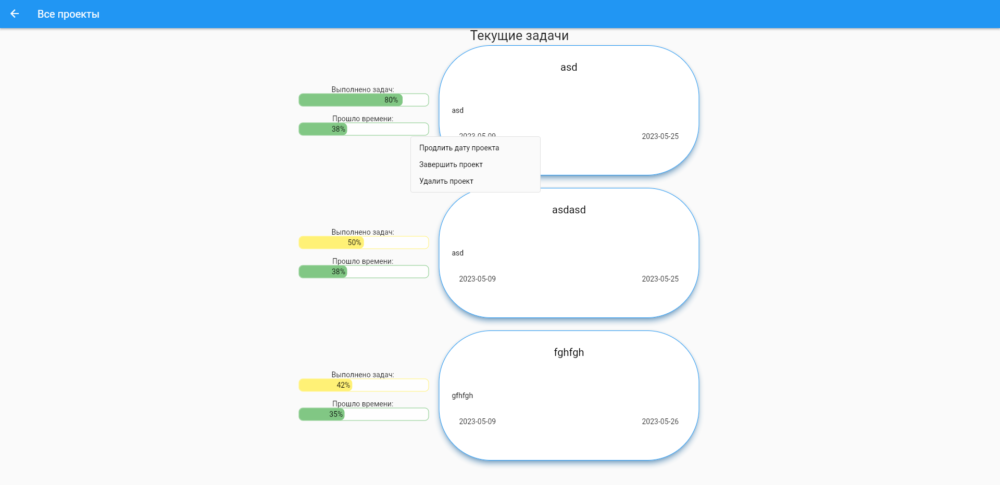 Все проекты
Текущие задачи
asd
Выполнено задач:
80%
asd
Прошло времени:
38%
2023-05-09
2023-05-25
Продлить дату проекта
Завершить проект
Удалить проект
asdasd
Выполнено задач:
50%
asd
Прошло времени:
38%
2023-05-09
2023-05-25
fghfgh
Выполнено задач:
42%
gfhfgh
Прошло времени:
35%
2023-05-09
2023-05-26